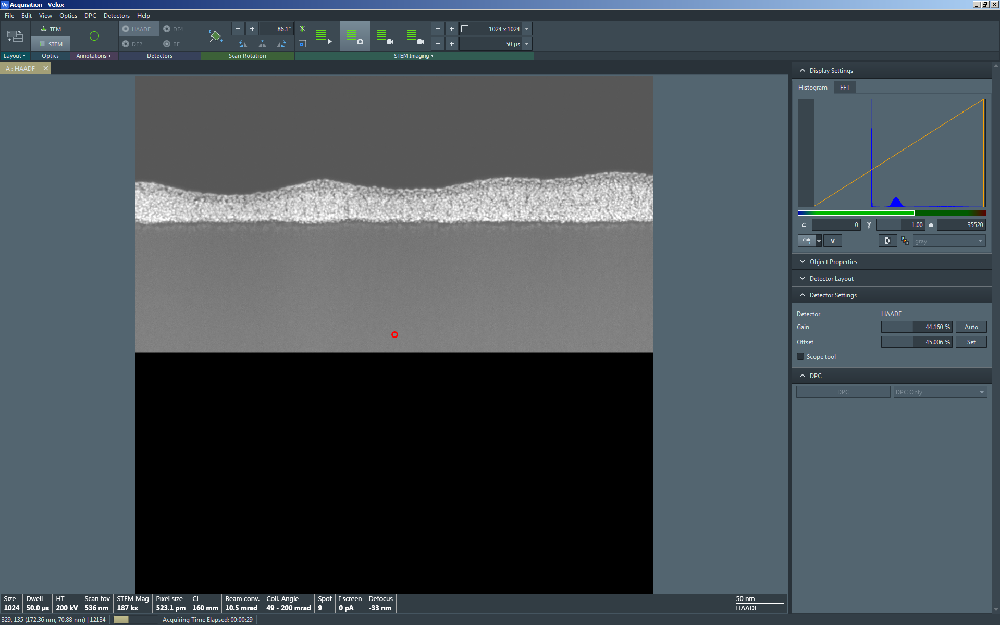 Ve Acquisition - Velox
File Edit View Optics DPC Detectors Help
TEM
STEM
HAADF DF4
DF2 BF
86.1°
1024 x 1024
50 µs
Layout Optics Annotations Detectors Scan Rotation STEM Imaging
A : HAADF
Display Settings
Histogram FFT
0 γ 1.00 35520
V D gray
Object Properties
Detector Layout
Detector Settings
Detector HAADF
Gain 44.160 % Auto
Offset 45.006 % Set
Scope tool
DPC
DPC DPC Only
Size Dwell HT Scan fov STEM Mag Pixel size CL Beam conv. Coll. Angle Spot I screen Defocus
1024 50.0 µs 200 kV 536 nm 187 kx 523.1 pm 160 mm 10.5 mrad 49 - 200 mrad 9 0 pA -33 nm
50 nm
HAADF
329, 135 (172.36 nm, 70.88 nm) | 12134 Acquiring Time Elapsed: 00:00:29